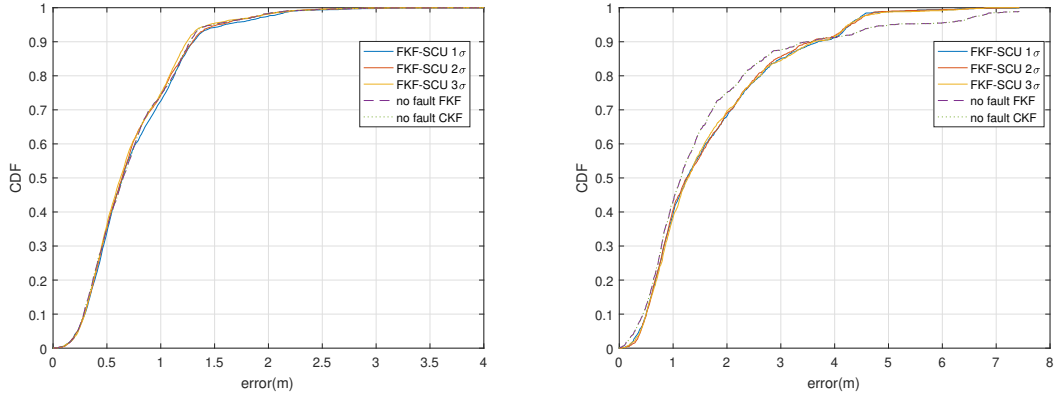 1
0.9
0.8
0.7
0.6
0.5
0.4
0.3
0.2
0.1
0
CDF
FKF-SCU 1σ
FKF-SCU 2σ
FKF-SCU 3σ
no fault FKF
no fault CKF
0 0.5 1 1.5 2 2.5 3 3.5 4
error(m)
1
0.9
0.8
0.7
0.6
0.5
0.4
0.3
0.2
0.1
0
CDF
FKF-SCU 1σ
FKF-SCU 2σ
FKF-SCU 3σ
no fault FKF
no fault CKF
0 1 2 3 4 5 6 7 8
error(m)